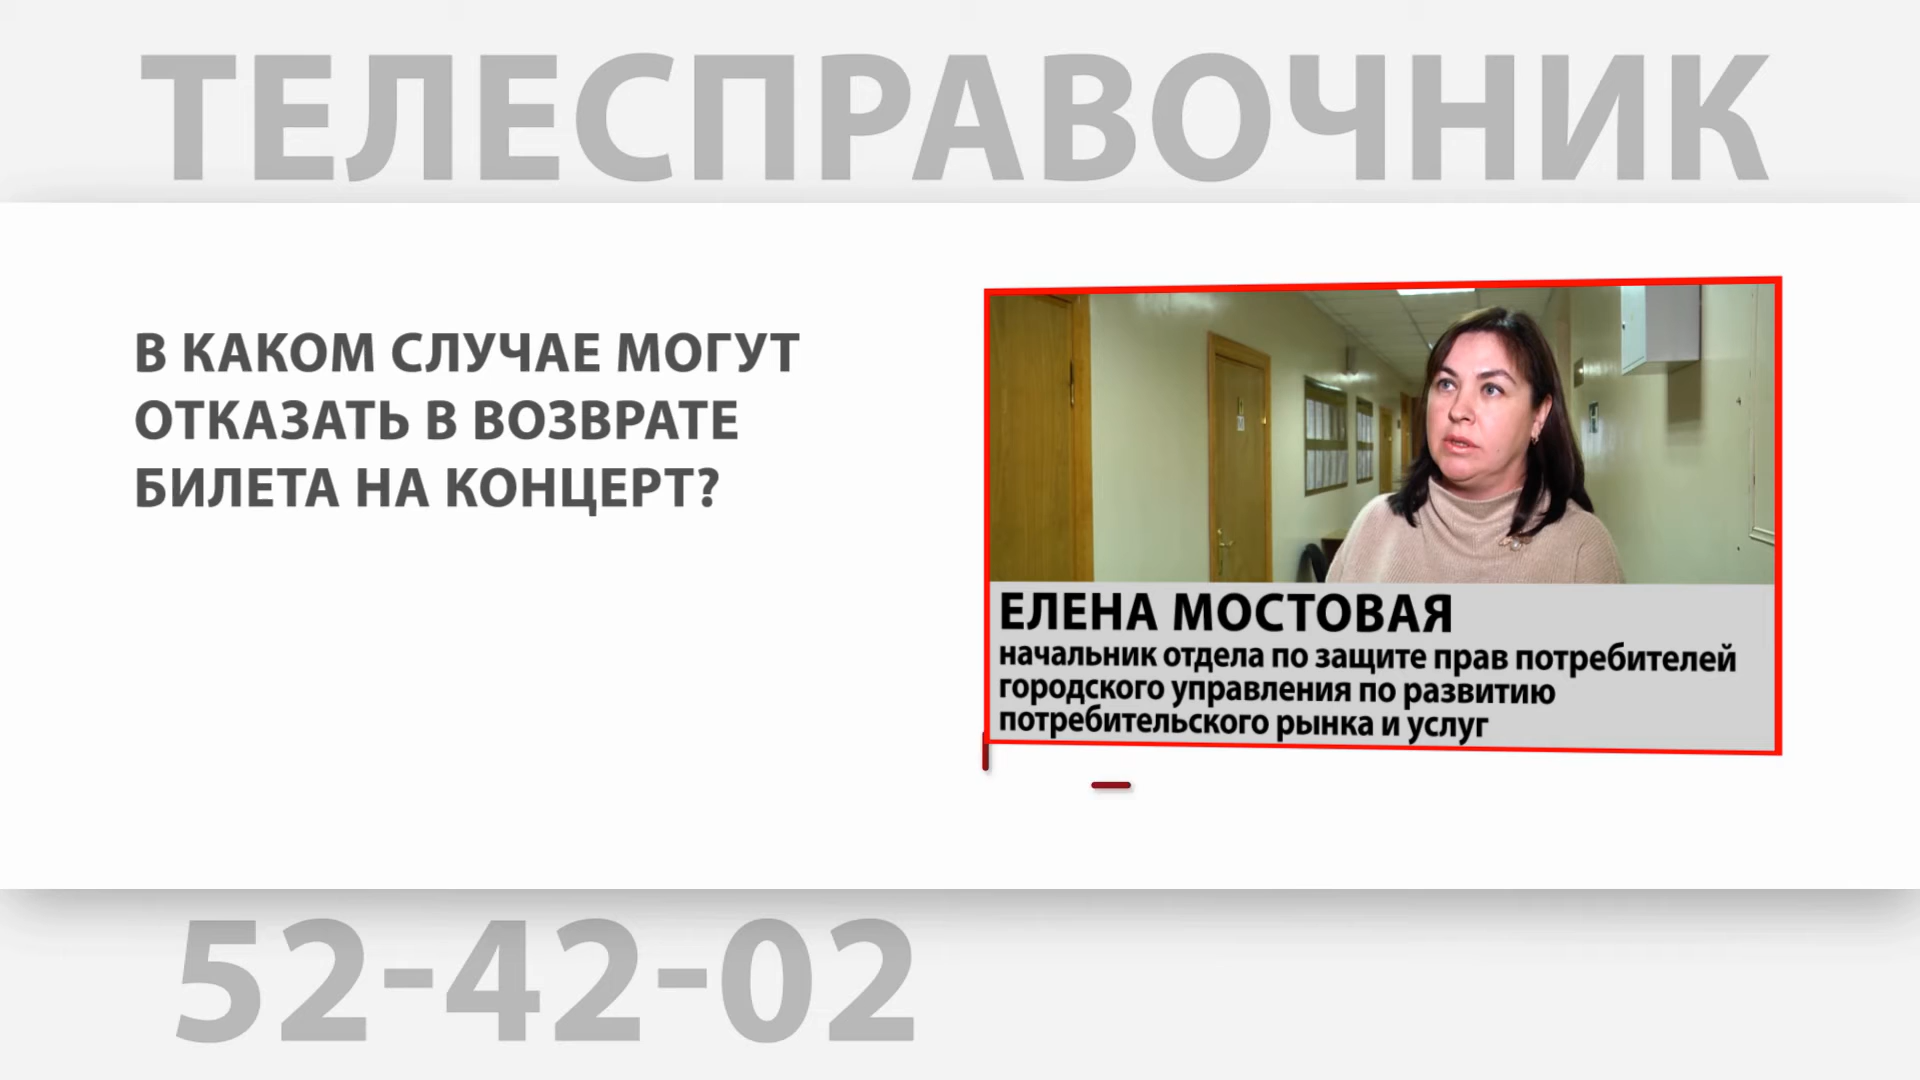 ТЕЛЕСПРАВОЧНИК
В КАКОМ СЛУЧАЕ МОГУТ
ОТКАЗАТЬ В ВОЗВРАТЕ
БИЛЕТА НА КОНЦЕРТ?
ЕЛЕНА МОСТОВАЯ
начальник отдела по защите прав потребителей
городского управления по развитию
потребительского рынка и услуг
52-42-02